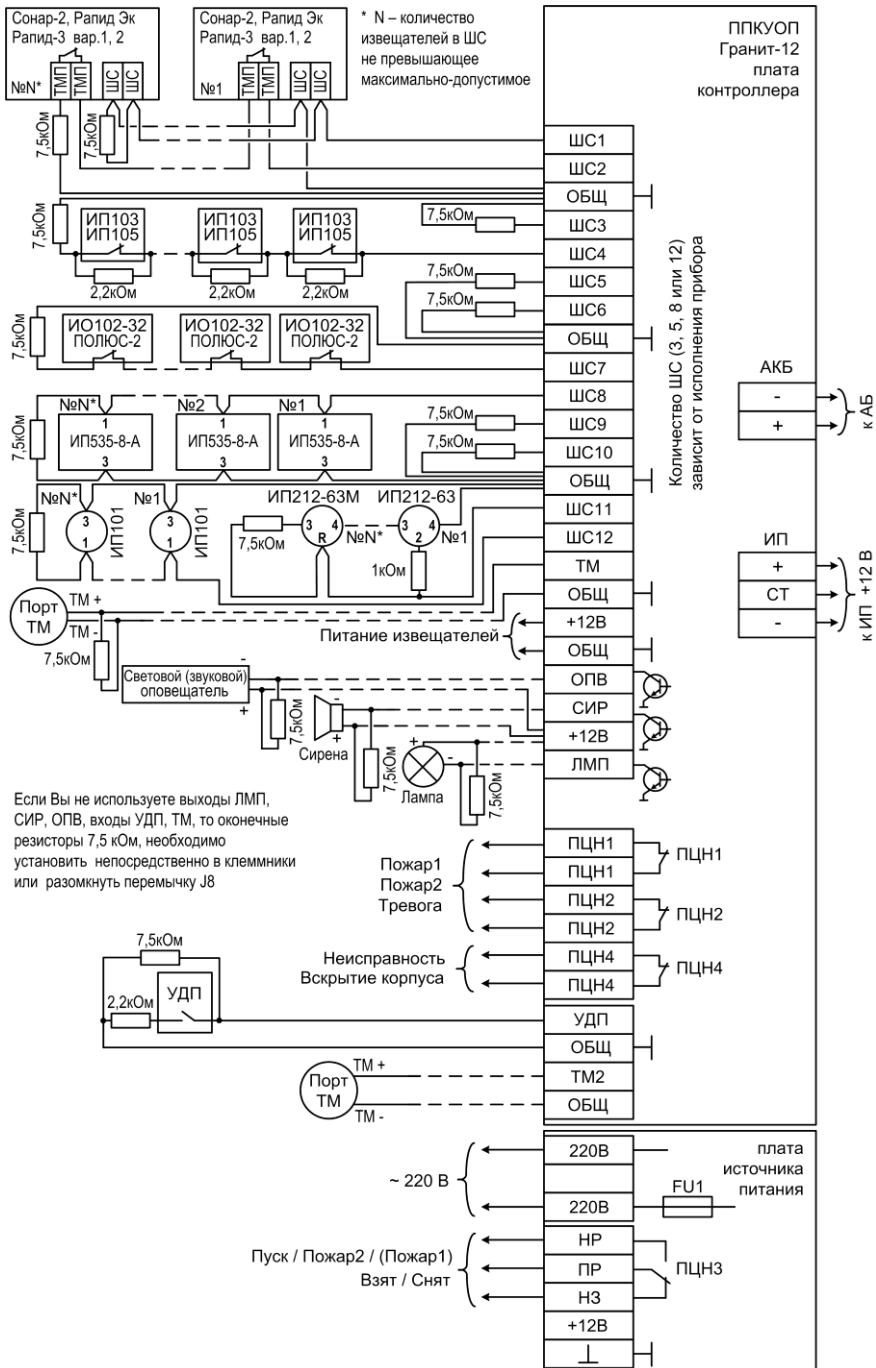 Сонар-2, Рапид Эк
Рапид-3 вар.1, 2
№N*
ТМП
ТМП
ШС
ШС
Сонар-2, Рапид Эк
Рапид-3 вар.1, 2
№1
ТМП
ТМП
ШС
ШС
* N – количество
извещателей в ШС
не превышающее
максимально-допустимое
ППКУОП
Гранит-12
плата
контроллера
7,5кОм
7,5кОм
ШС1
ШС2
ОБЩ
ШС3
ШС4
ШС5
ШС6
ОБЩ
ШС7
ШС8
ШС9
ШС10
ОБЩ
ШС11
ШС12
ТМ
ОБЩ
+12В
ОБЩ
ОПВ
СИР
+12В
ЛМП
7,5кОм
ИП103
ИП105
ИП103
ИП105
ИП103
ИП105
2,2кОм
2,2кОм
2,2кОм
7,5кОм
7,5кОм
7,5кОм
7,5кОм
ИО102-32
ПОЛЮС-2
ИО102-32
ПОЛЮС-2
ИО102-32
ПОЛЮС-2
Количество ШС (3, 5, 8 или 12)
зависит от исполнения прибора
АКБ
-
+
к АБ
7,5кОм
№N*
№2
№1
1
ИП535-8-А
3
1
ИП535-8-А
3
1
ИП535-8-А
3
7,5кОм
7,5кОм
7,5кОм
№N*
3
1
ИП101
№1
3
1
ИП101
ИП212-63М
3
4
R
№N*
7,5кОм
ИП212-63
3
4
2
№1
1кОм
ИП
+
СТ
-
к ИП +12 В
Порт
ТМ
ТМ +
ТМ -
7,5кОм
Питание извещателей
Световой (звуковой)
оповещатель
-
+
7,5кОм
-
+
Сирена
7,5кОм
+
-
Лампа
7,5кОм
Если Вы не используете выходы ЛМП,
СИР, ОПВ, входы УДП, ТМ, то оконечные
резисторы 7,5 кОм, необходимо
установить непосредственно в клеммники
или разомкнуть перемычку J8
Пожар1
Пожар2
Тревога
ПЦН1
ПЦН1
ПЦН2
ПЦН2
ПЦН4
ПЦН4
ПЦН1
ПЦН2
ПЦН4
Неисправность
Вскрытие корпуса
7,5кОм
2,2кОм
УДП
УДП
ОБЩ
ТМ2
ОБЩ
Порт
ТМ
ТМ +
ТМ -
~ 220 В
220В
220В
FU1
плата
источника
питания
Пуск / Пожар2 / (Пожар1)
Взят / Снят
НР
ПР
НЗ
+12В
ПЦН3